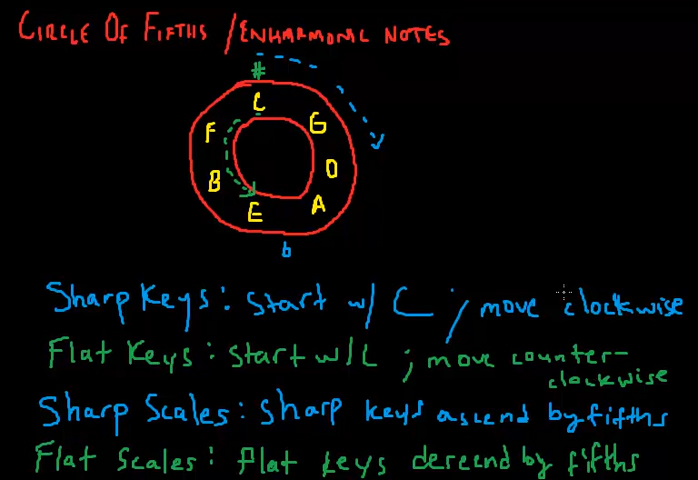 CIRCLE OF FIFTHS / ENHARMONIC NOTES
#
C
F G
B D
E A
b
Sharp Keys: Start w/ C ; move clockwise
Flat Keys: Start w/C ; move counter-
clockwise
Sharp Scales: Sharp keys ascend by fifths
Flat Scales: flat keys descend by fifths